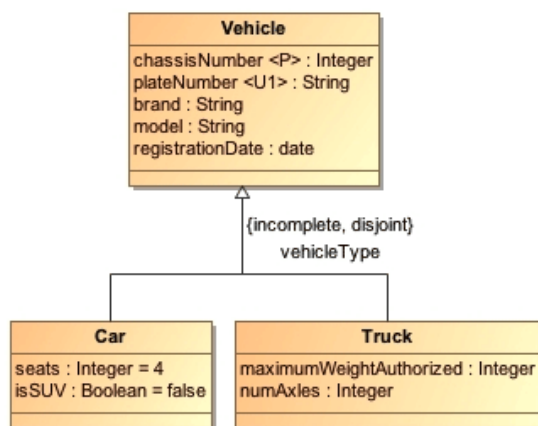 Vehicle
chassisNumber <P> : Integer
plateNumber <U1> : String
brand : String
model : String
registrationDate : date
{incomplete, disjoint}
vehicleType
Car
seats : Integer = 4
isSUV : Boolean = false
Truck
maximumWeightAuthorized : Integer
numAxles : Integer